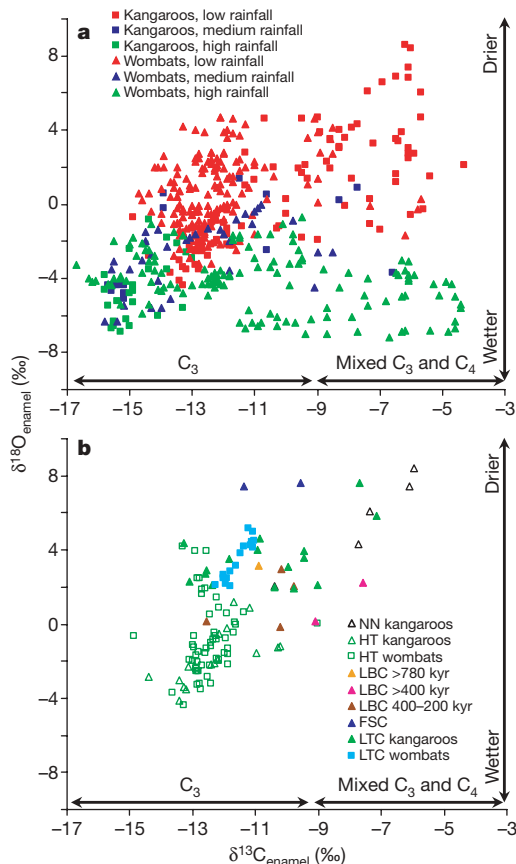 a
Kangaroos, low rainfall
Kangaroos, medium rainfall
Kangaroos, high rainfall
Wombats, low rainfall
Wombats, medium rainfall
Wombats, high rainfall
Drier
8
4
0
−4
−8
Wetter
C₃
Mixed C₃ and C₄
−17
−15
−13
−11
−9
−7
−5
−3
δ¹⁸Oenamel (‰)
b
Drier
8
4
0
−4
−8
NN kangaroos
HT kangaroos
HT wombats
LBC >780 kyr
LBC >400 kyr
LBC 400–200 kyr
FSC
LTC kangaroos
LTC wombats
Wetter
C₃
Mixed C₃ and C₄
−17
−15
−13
−11
−9
−7
−5
−3
δ¹³Cenamel (‰)